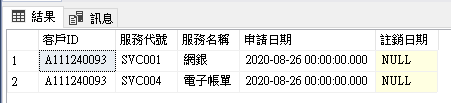 結果 訊息
客戶ID 服務代號 服務名稱 申請日期 註銷日期
1 A111240093 SVC001 網銀 2020-08-26 00:00:00.000 NULL
2 A111240093 SVC004 電子帳單 2020-08-26 00:00:00.000 NULL